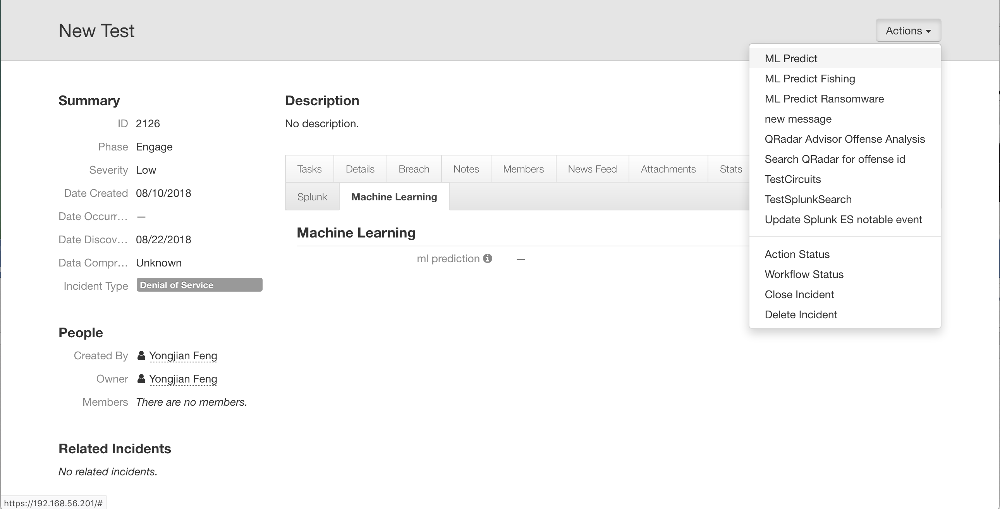 New Test
Actions
ML Predict
ML Predict Fishing
ML Predict Ransomware
new message
QRadar Advisor Offense Analysis
Search QRadar for offense id
TestCircuits
TestSplunkSearch
Update Splunk ES notable event
Action Status
Workflow Status
Close Incident
Delete Incident
Summary
ID 2126
Phase Engage
Severity Low
Date Created 08/10/2018
Date Occurr... —
Date Discov... 08/22/2018
Data Compr... Unknown
Incident Type Denial of Service
People
Created By Yongjian Feng
Owner Yongjian Feng
Members There are no members.
Related Incidents
No related incidents.
Description
No description.
Tasks Details Breach Notes Members News Feed Attachments Stats
Splunk Machine Learning
Machine Learning
ml prediction —
https://192.168.56.201/#